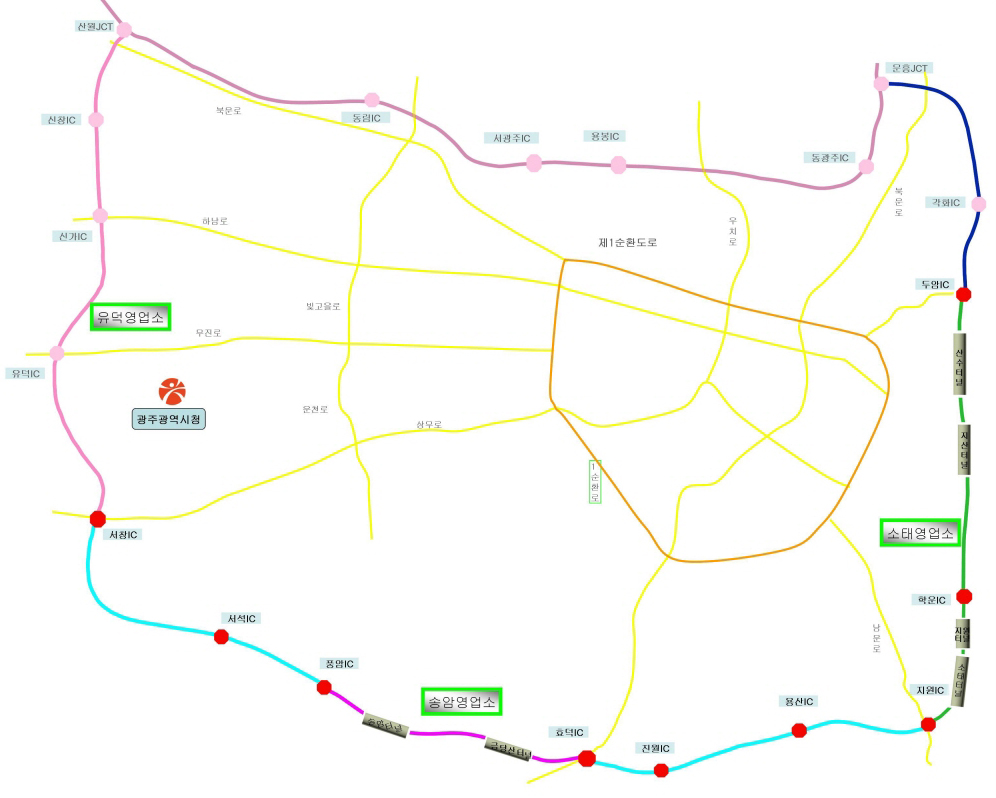 산월JCT
문흥JCT
신창IC
북문로
동림IC
서광주IC
용봉IC
동광주IC
북
문
로
각화IC
신가IC
하남로
우
치
로
제1순환도로
두암IC
유덕영업소
빛고을로
무진로
유덕IC
산수터널
광주광역시청
운천로
상무로
지산터널
1
순
환
로
서창IC
소태영업소
학운IC
서석IC
지원
터널
남
문
로
풍암IC
소태터널
송암영업소
지원IC
용산IC
효덕IC
진월IC